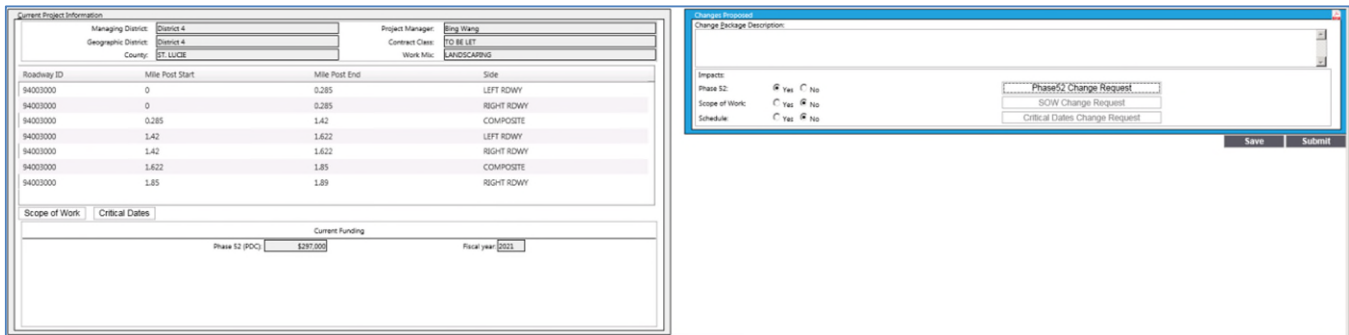 Current Project Information
Managing District: District 4 Project Manager: Bing Wang
Geographic District: District 4 Contract Class: TO BE LET
County: ST. LUCIE Work Mix: LANDSCAPING
Roadway ID Mile Post Start Mile Post End Side
94003000 0 0.285 LEFT RDWY
94003000 0 0.285 RIGHT RDWY
94003000 0.285 1.42 COMPOSITE
94003000 1.42 1.622 LEFT RDWY
94003000 1.42 1.622 RIGHT RDWY
94003000 1.622 1.85 COMPOSITE
94003000 1.85 1.89 RIGHT RDWY
Scope of Work Critical Dates
Current Funding
Phase 52 (PDC): $297,000 Fiscal year: 2021
Changes Proposed
Change Package Description:
Impacts:
Phase 52: Yes No Phase52 Change Request
Scope of Work: Yes No SOW Change Request
Schedule: Yes No Critical Dates Change Request
Save Submit